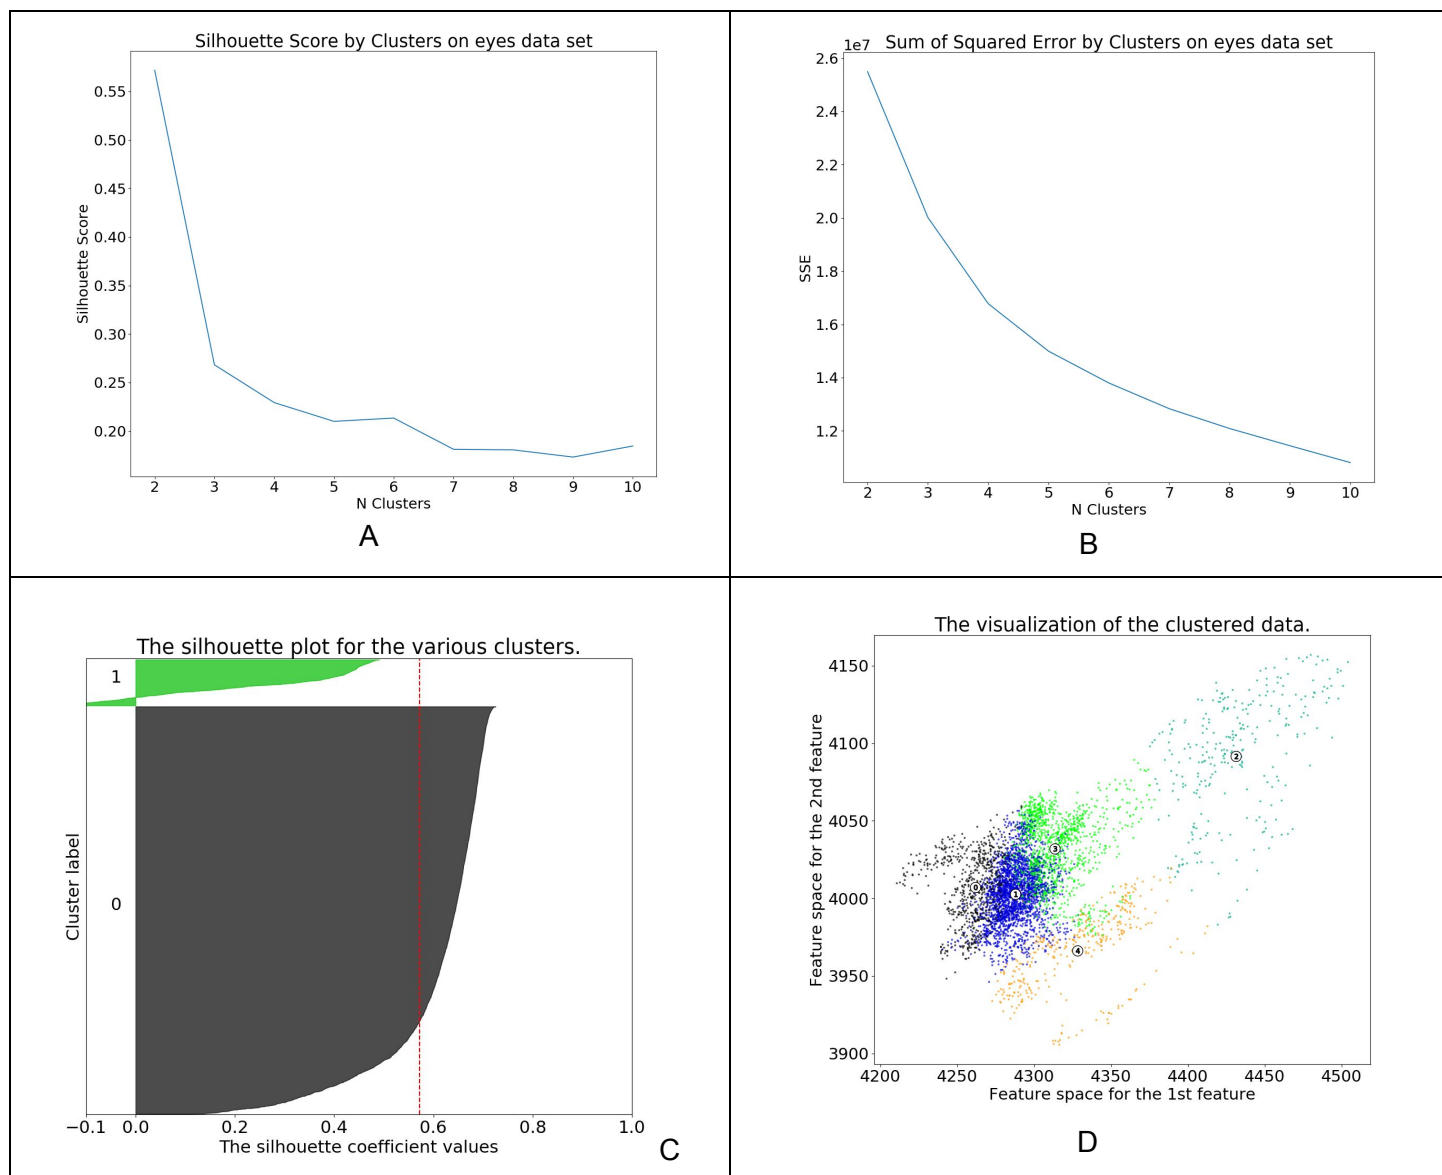 Silhouette Score by Clusters on eyes data set
0.55
0.50
0.45
0.40
0.35
0.30
0.25
0.20
Silhouette Score
2 3 4 5 6 7 8 9 10
N Clusters
A
1e7 Sum of Squared Error by Clusters on eyes data set
2.6
2.4
2.2
2.0
1.8
1.6
1.4
1.2
SSE
2 3 4 5 6 7 8 9 10
N Clusters
B
The silhouette plot for the various clusters.
1
0
Cluster label
−0.1 0.0 0.2 0.4 0.6 0.8 1.0
The silhouette coefficient values
C
The visualization of the clustered data.
4150
4100
4050
4000
3950
3900
Feature space for the 2nd feature
2
3
0
1
4
4200 4250 4300 4350 4400 4450 4500
Feature space for the 1st feature
D